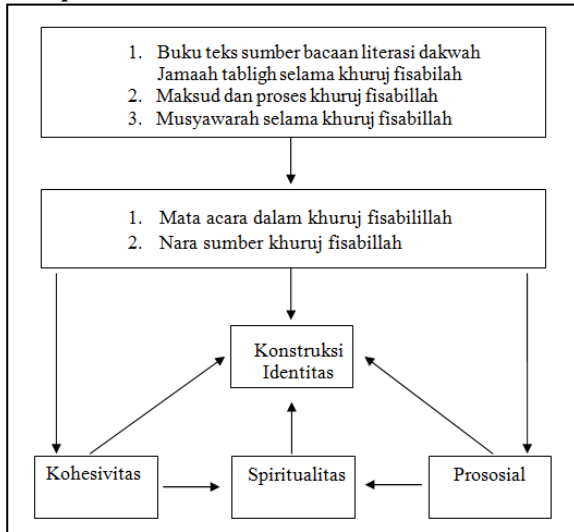 1. Buku teks sumber bacaan literasi dakwah
Jamaah tabligh selama khuruj fisabilah
2. Maksud dan proses khuruj fisabillah
3. Musyawarah selama khuruj fisabillah
1. Mata acara dalam khuruj fisabilillah
2. Nara sumber khuruj fisabillah
Konstruksi
Identitas
Kohesivitas
Spiritualitas
Prososial